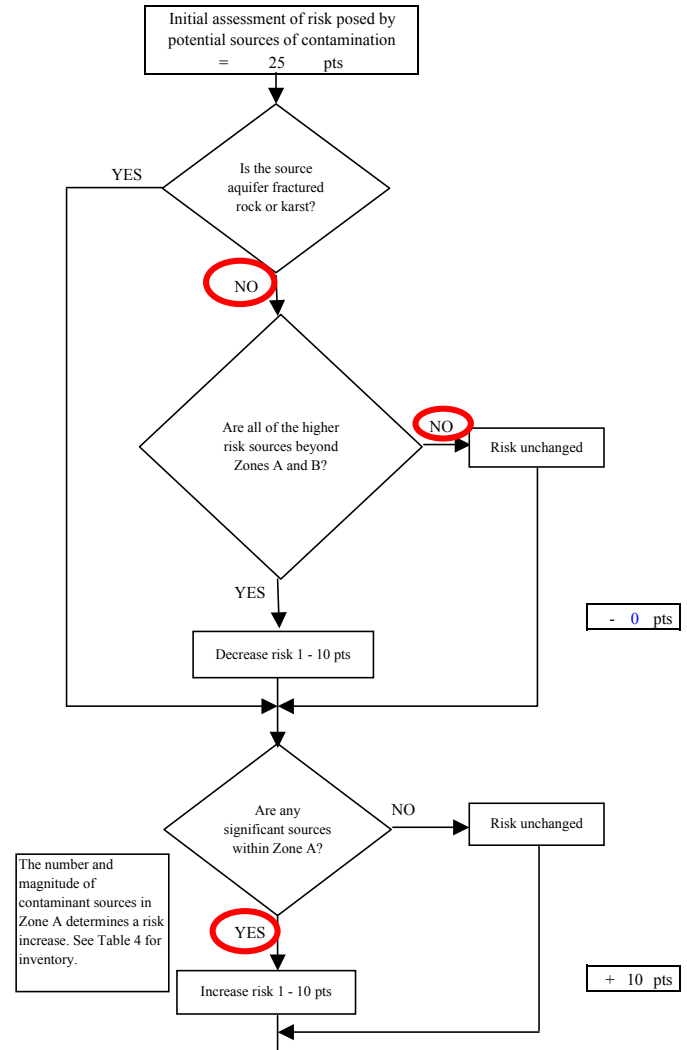 Initial assessment of risk posed by
potential sources of contamination
= 25 pts
YES
Is the source
aquifer fractured
rock or karst?
NO
Are all of the higher
risk sources beyond
Zones A and B?
NO
Risk unchanged
YES
- 0 pts
Decrease risk 1 - 10 pts
Are any
significant sources
within Zone A?
NO
Risk unchanged
The number and
magnitude of
contaminant sources in
Zone A determines a risk
increase. See Table 4 for
inventory.
YES
Increase risk 1 - 10 pts
+ 10 pts